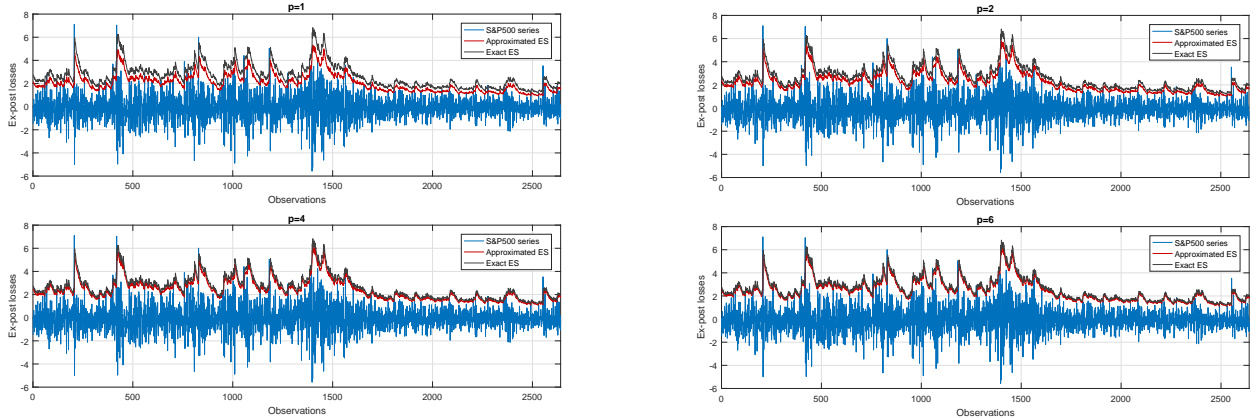 p=1
8
6
4
2
0
-2
-4
-6
Ex-post losses
S&P500 series
Approximated ES
Exact ES
0
500
1000
1500
2000
2500
Observations
p=2
8
6
4
2
0
-2
-4
-6
Ex-post losses
S&P500 series
Approximated ES
Exact ES
0
500
1000
1500
2000
2500
Observations
p=4
8
6
4
2
0
-2
-4
-6
Ex-post losses
S&P500 series
Approximated ES
Exact ES
0
500
1000
1500
2000
2500
Observations
p=6
8
6
4
2
0
-2
-4
-6
Ex-post losses
S&P500 series
Approximated ES
Exact ES
0
500
1000
1500
2000
2500
Observations